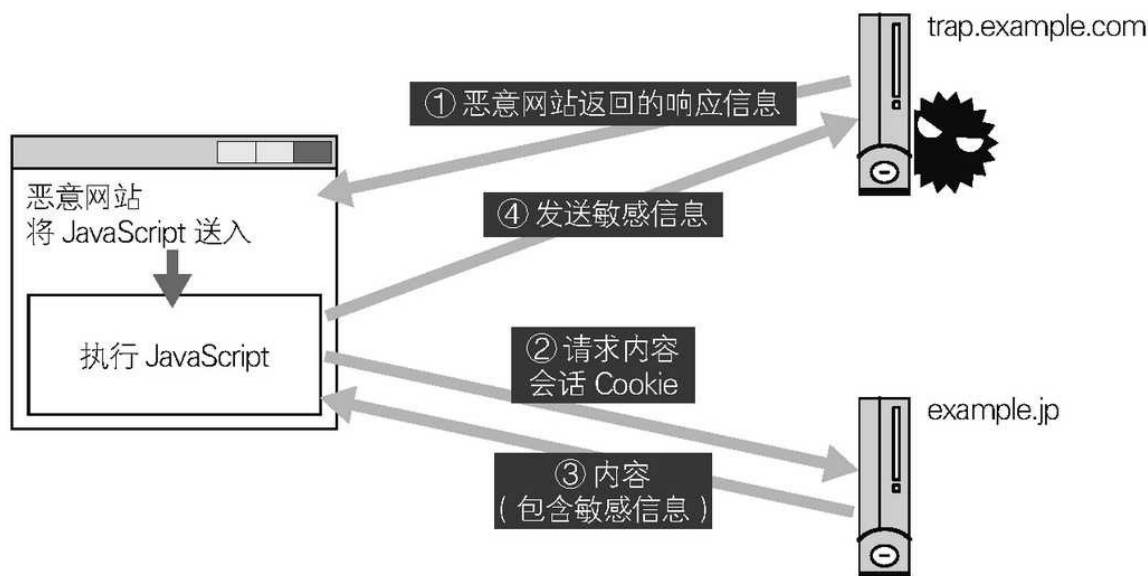 trap.example.com
① 恶意网站返回的响应信息
恶意网站
将 JavaScript 送入
④ 发送敏感信息
执行 JavaScript
② 请求内容
会话 Cookie
example.jp
③ 内容
( 包含敏感信息 )